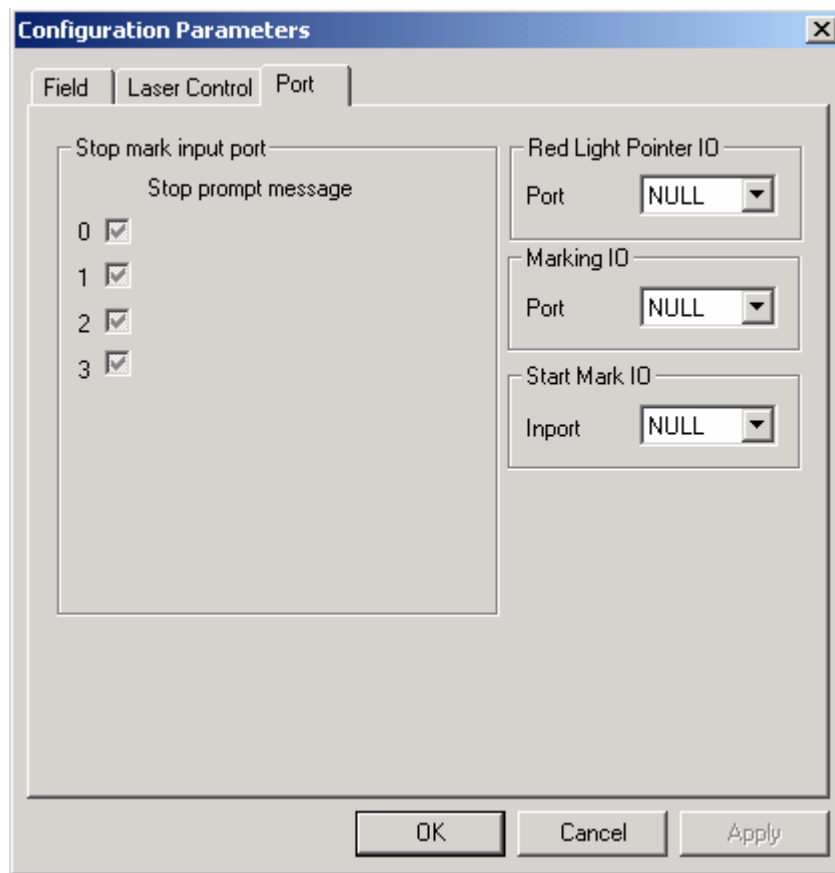 Configuration Parameters
Field
Laser Control
Port
Stop mark input port
Stop prompt message
0
1
2
3
Red Light Pointer IO
Port
NULL
Marking IO
Port
NULL
Start Mark IO
Inport
NULL
OK
Cancel
Apply